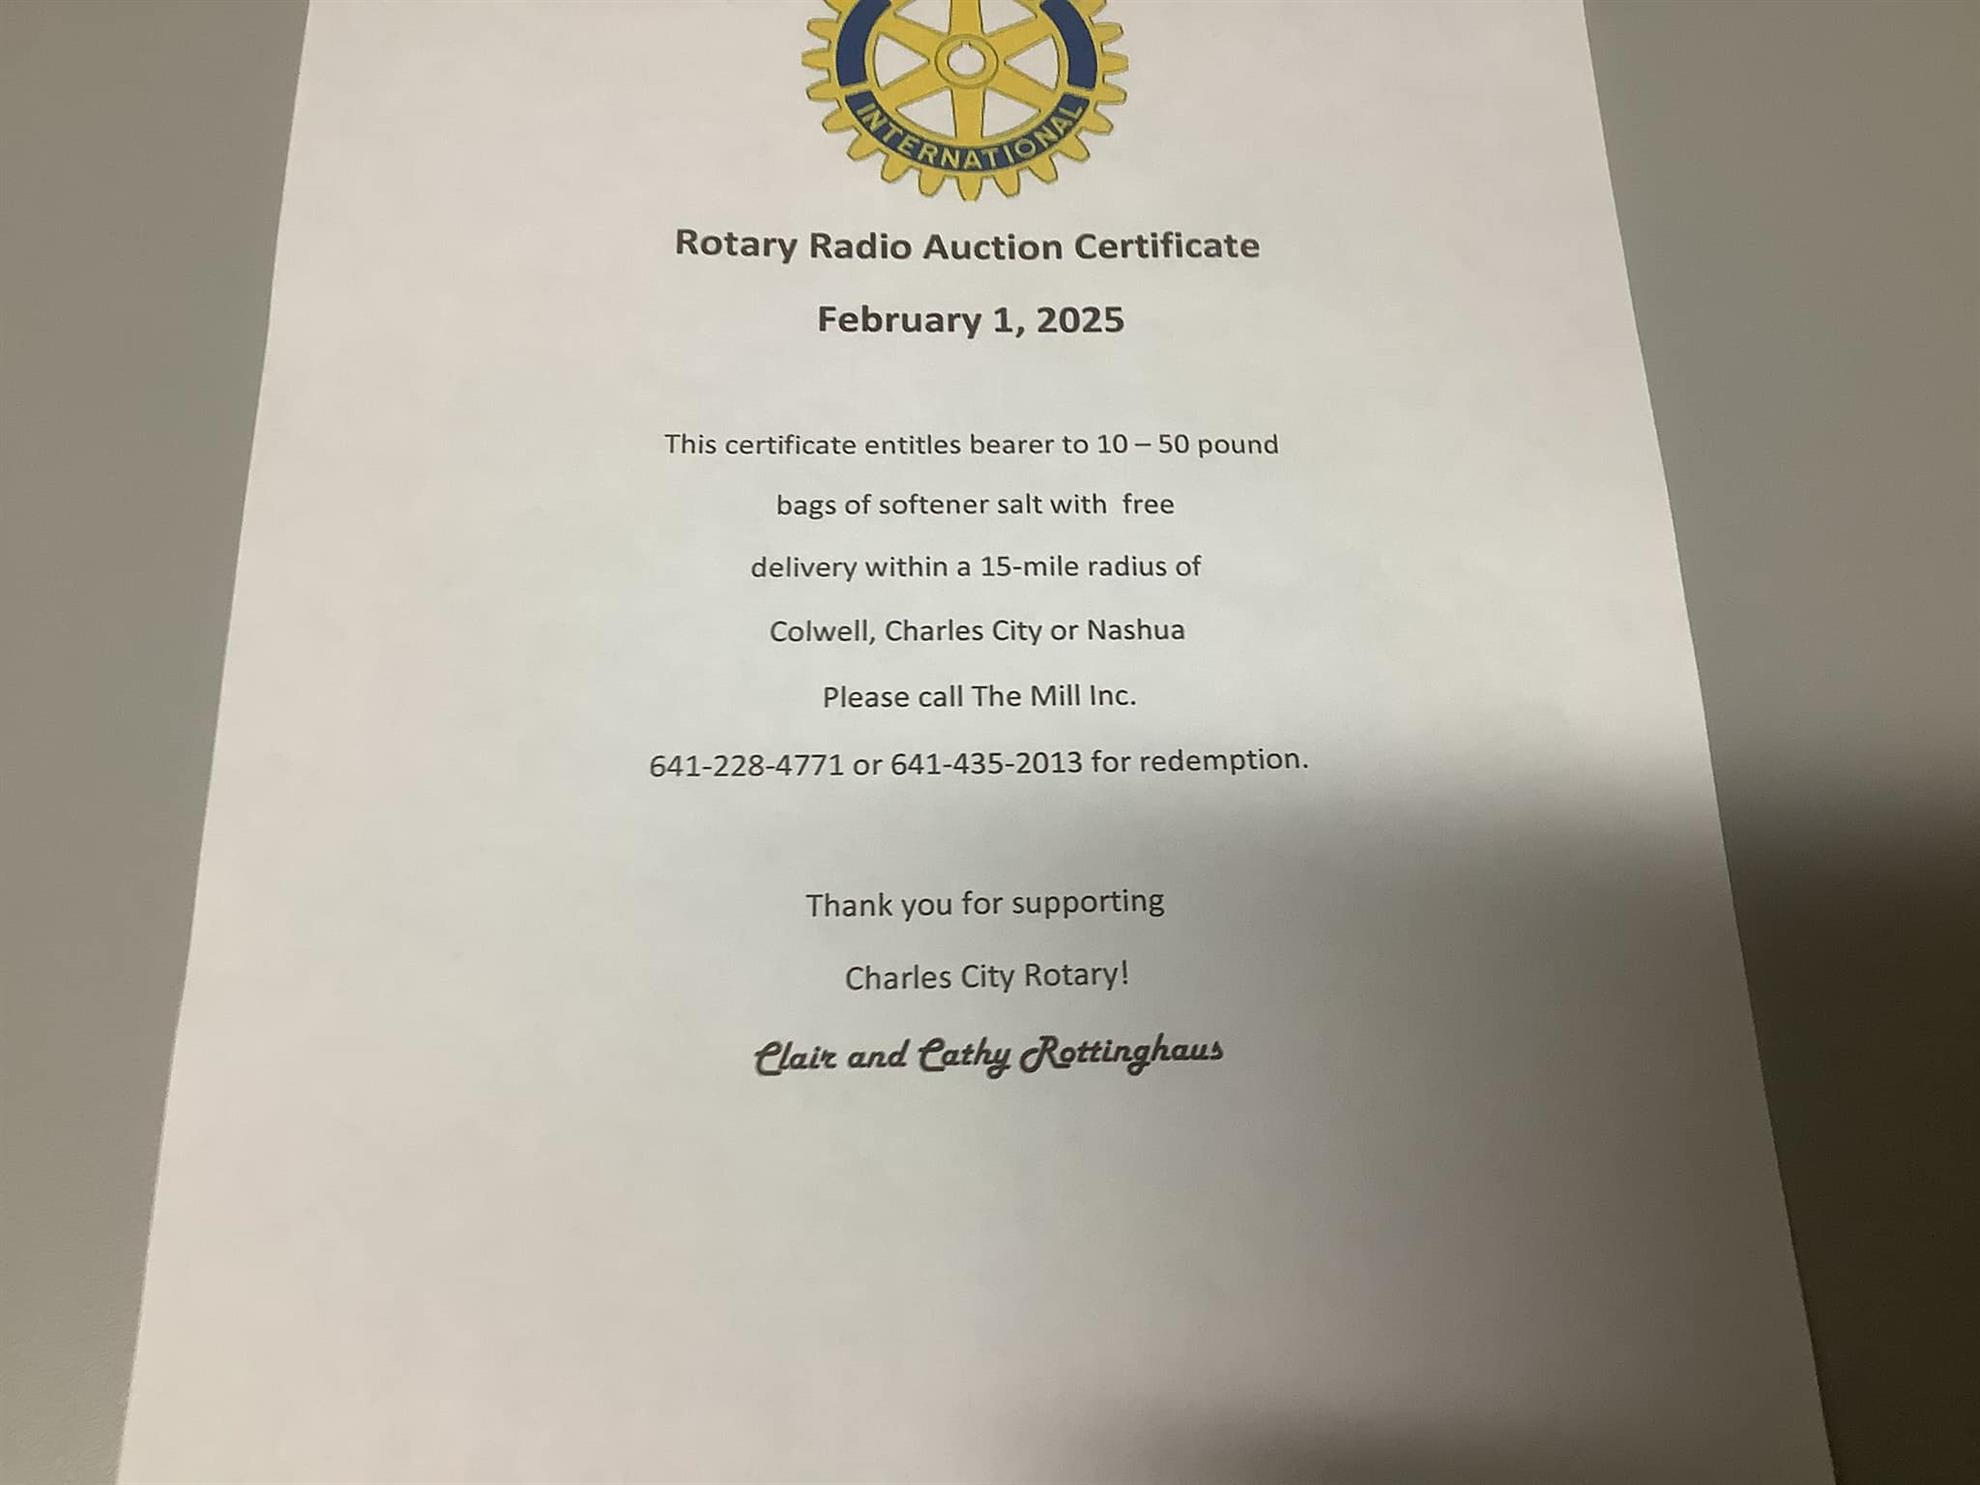 INTERNATIONAL
Rotary Radio Auction Certificate
February 1, 2025
This certificate entitles bearer to 10 – 50 pound
bags of softener salt with free
delivery within a 15-mile radius of
Colwell, Charles City or Nashua
Please call The Mill Inc.
641-228-4771 or 641-435-2013 for redemption.
Thank you for supporting
Charles City Rotary!
Clair and Cathy Rottinghaus